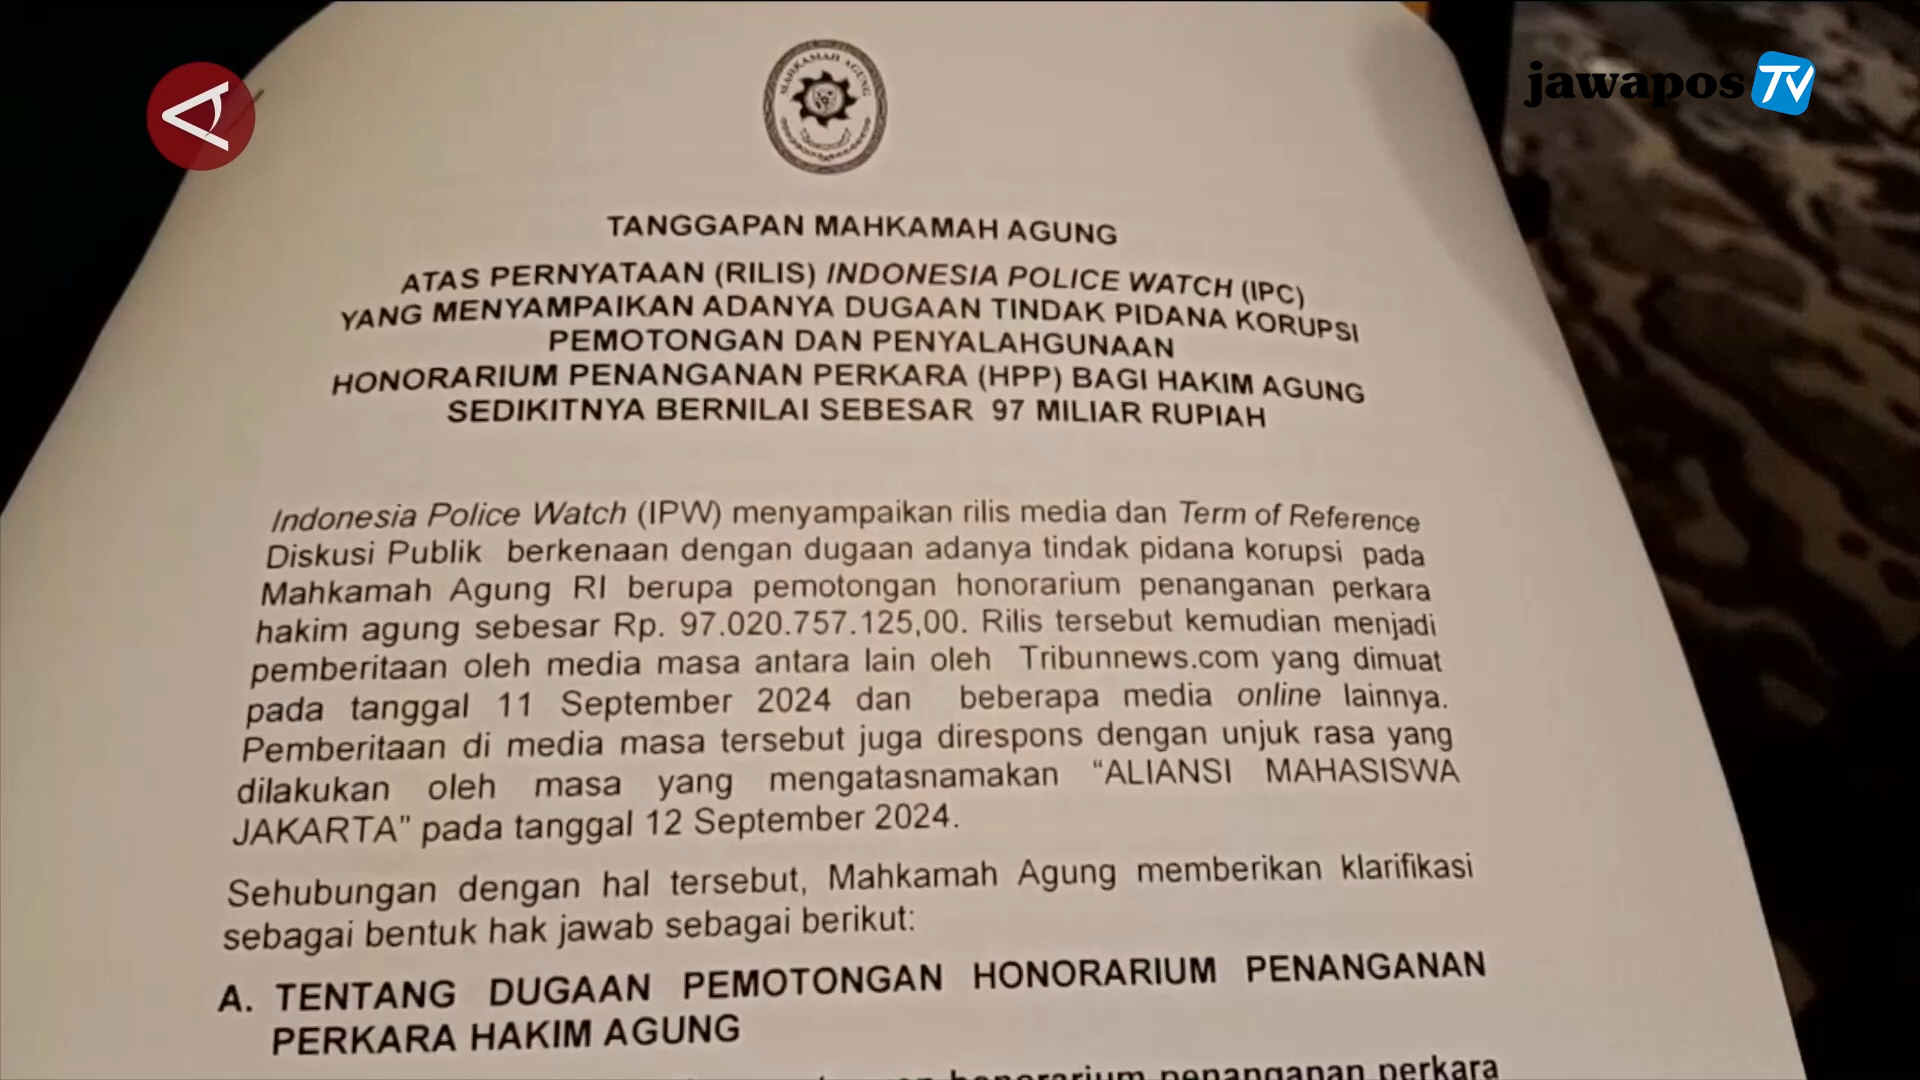 jawapos TV
MAHKAMAH AGUNG
TANGGAPAN MAHKAMAH AGUNG
ATAS PERNYATAAN (RILIS) INDONESIA POLICE WATCH (IPC)
YANG MENYAMPAIKAN ADANYA DUGAAN TINDAK PIDANA KORUPSI
PEMOTONGAN DAN PENYALAHGUNAAN
HONORARIUM PENANGANAN PERKARA (HPP) BAGI HAKIM AGUNG
SEDIKITNYA BERNILAI SEBESAR 97 MILIAR RUPIAH
Indonesia Police Watch (IPW) menyampaikan rilis media dan Term of Reference
Diskusi Publik berkenaan dengan dugaan adanya tindak pidana korupsi pada
Mahkamah Agung RI berupa pemotongan honorarium penanganan perkara
hakim agung sebesar Rp. 97.020.757.125,00. Rilis tersebut kemudian menjadi
pemberitaan oleh media masa antara lain oleh Tribunnews.com yang dimuat
pada tanggal 11 September 2024 dan beberapa media online lainnya.
Pemberitaan di media masa tersebut juga direspons dengan unjuk rasa yang
dilakukan oleh masa yang mengatasnamakan “ALIANSI MAHASISWA
JAKARTA” pada tanggal 12 September 2024.
Sehubungan dengan hal tersebut, Mahkamah Agung memberikan klarifikasi
sebagai bentuk hak jawab sebagai berikut:
A. TENTANG DUGAAN PEMOTONGAN HONORARIUM PENANGANAN
PERKARA HAKIM AGUNG
honorarium penanganan perkara